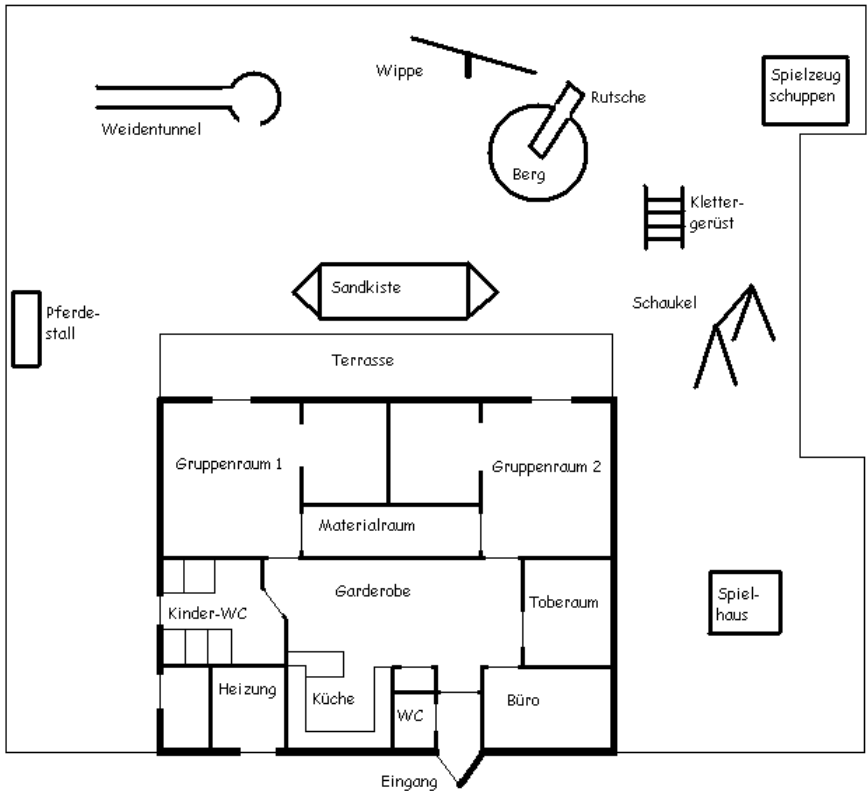 Wippe
Spielzeug
schuppen
Rutsche
Weidentunnel
Berg
Kletter-
gerüst
Sandkiste
Schaukel
Pferde-
stall
Terrasse
Gruppenraum 1
Gruppenraum 2
Materialraum
Garderobe
Toberaum
Spiel-
haus
Kinder-WC
Heizung
Küche
WC
Büro
Eingang